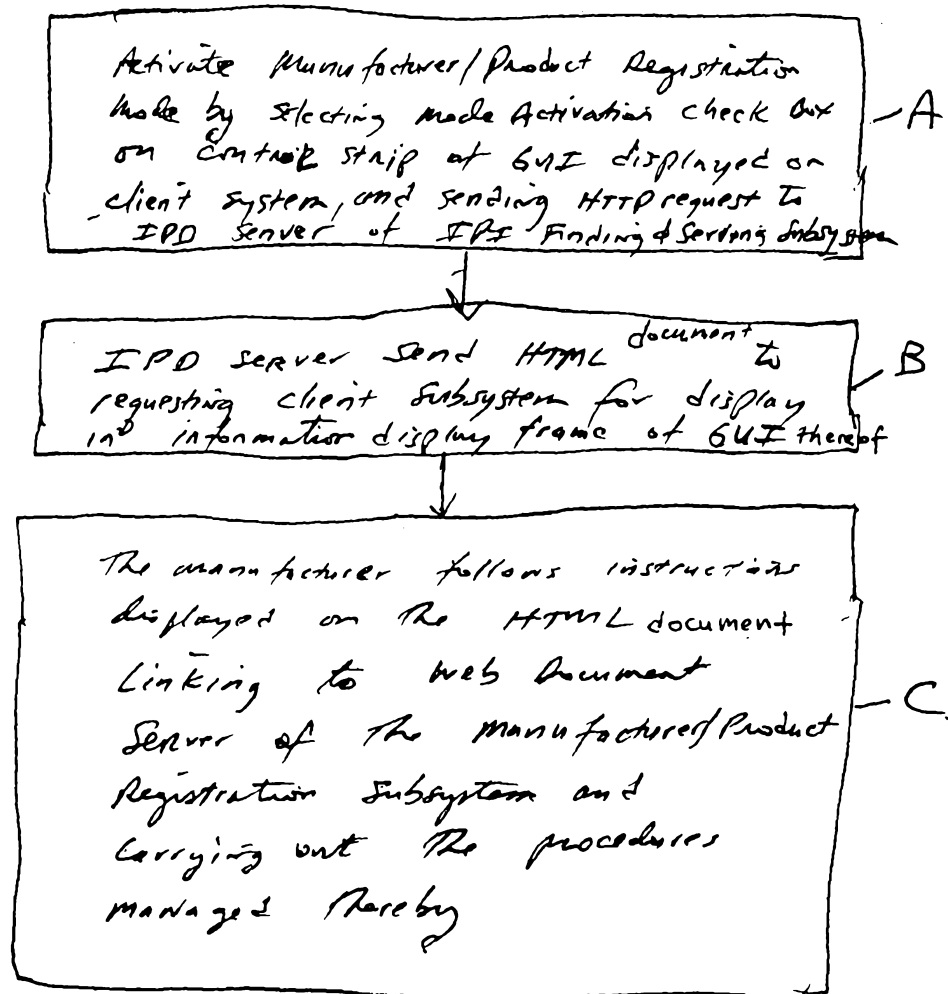 Activate Manufacturer/Product Registration
Mode by selecting Mode Activation check box
on control strip of GUI displayed on
client system, and sending HTTP request to
IPD Server of IPI Finding & Serving Subsystem
A
IPD Server Send HTML document to
requesting client Subsystem for display
in information display frame of GUI thereof
B
The manufacturer follows instructions
displayed on the HTML document
Linking to Web Document
Server of the Manufacturer/Product
Registration Subsystem and
Carrying out the procedures
managed thereby
C